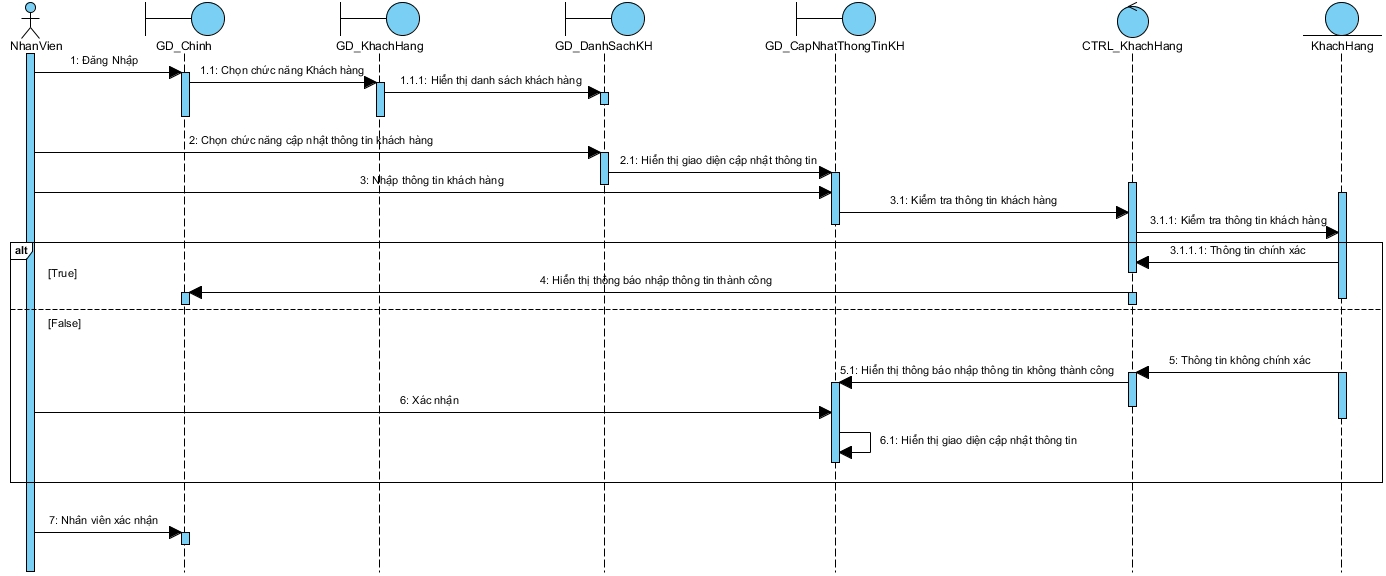 NhanVien
GD_Chinh
GD_KhachHang
GD_DanhSachKH
GD_CapNhatThongTinKH
CTRL_KhachHang
KhachHang
1: Đăng Nhập
1.1: Chọn chức năng Khách hàng
1.1.1: Hiển thị danh sách khách hàng
2: Chọn chức năng cập nhật thông tin khách hàng
2.1: Hiển thị giao diện cập nhật thông tin
3: Nhập thông tin khách hàng
3.1: Kiểm tra thông tin khách hàng
3.1.1: Kiểm tra thông tin khách hàng
alt
3.1.1.1: Thông tin chính xác
[True]
4: Hiển thị thông báo nhập thông tin thành công
[False]
5: Thông tin không chính xác
5.1: Hiển thị thông báo nhập thông tin không thành công
6: Xác nhận
6.1: Hiển thị giao diện cập nhật thông tin
7: Nhân viên xác nhận